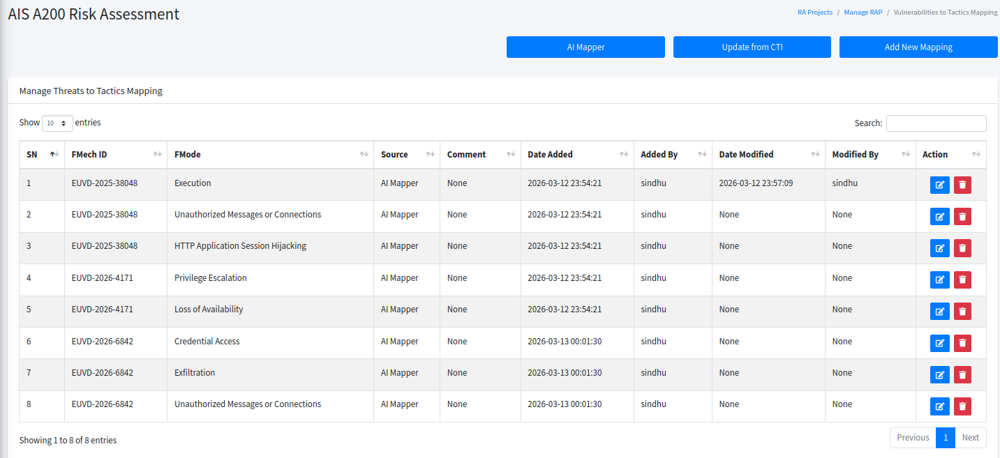 AIS A200 Risk Assessment
RA Projects / Manage RAP / Vulnerabilities to Tactics Mapping
AI Mapper Update from CTI Add New Mapping
Manage Threats to Tactics Mapping
Show 10 entries Search:
SN FMech ID FMode Source Comment Date Added Added By Date Modified Modified By Action
1 EUVD-2025-38048 Execution AI Mapper None 2026-03-12 23:54:21 sindhu 2026-03-12 23:57:09 sindhu
2 EUVD-2025-38048 Unauthorized Messages or Connections AI Mapper None 2026-03-12 23:54:21 sindhu None None
3 EUVD-2025-38048 HTTP Application Session Hijacking AI Mapper None 2026-03-12 23:54:21 sindhu None None
4 EUVD-2026-4171 Privilege Escalation AI Mapper None 2026-03-12 23:54:21 sindhu None None
5 EUVD-2026-4171 Loss of Availability AI Mapper None 2026-03-12 23:54:21 sindhu None None
6 EUVD-2026-6842 Credential Access AI Mapper None 2026-03-13 00:01:30 sindhu None None
7 EUVD-2026-6842 Exfiltration AI Mapper None 2026-03-13 00:01:30 sindhu None None
8 EUVD-2026-6842 Unauthorized Messages or Connections AI Mapper None 2026-03-13 00:01:30 sindhu None None
Showing 1 to 8 of 8 entries Previous 1 Next